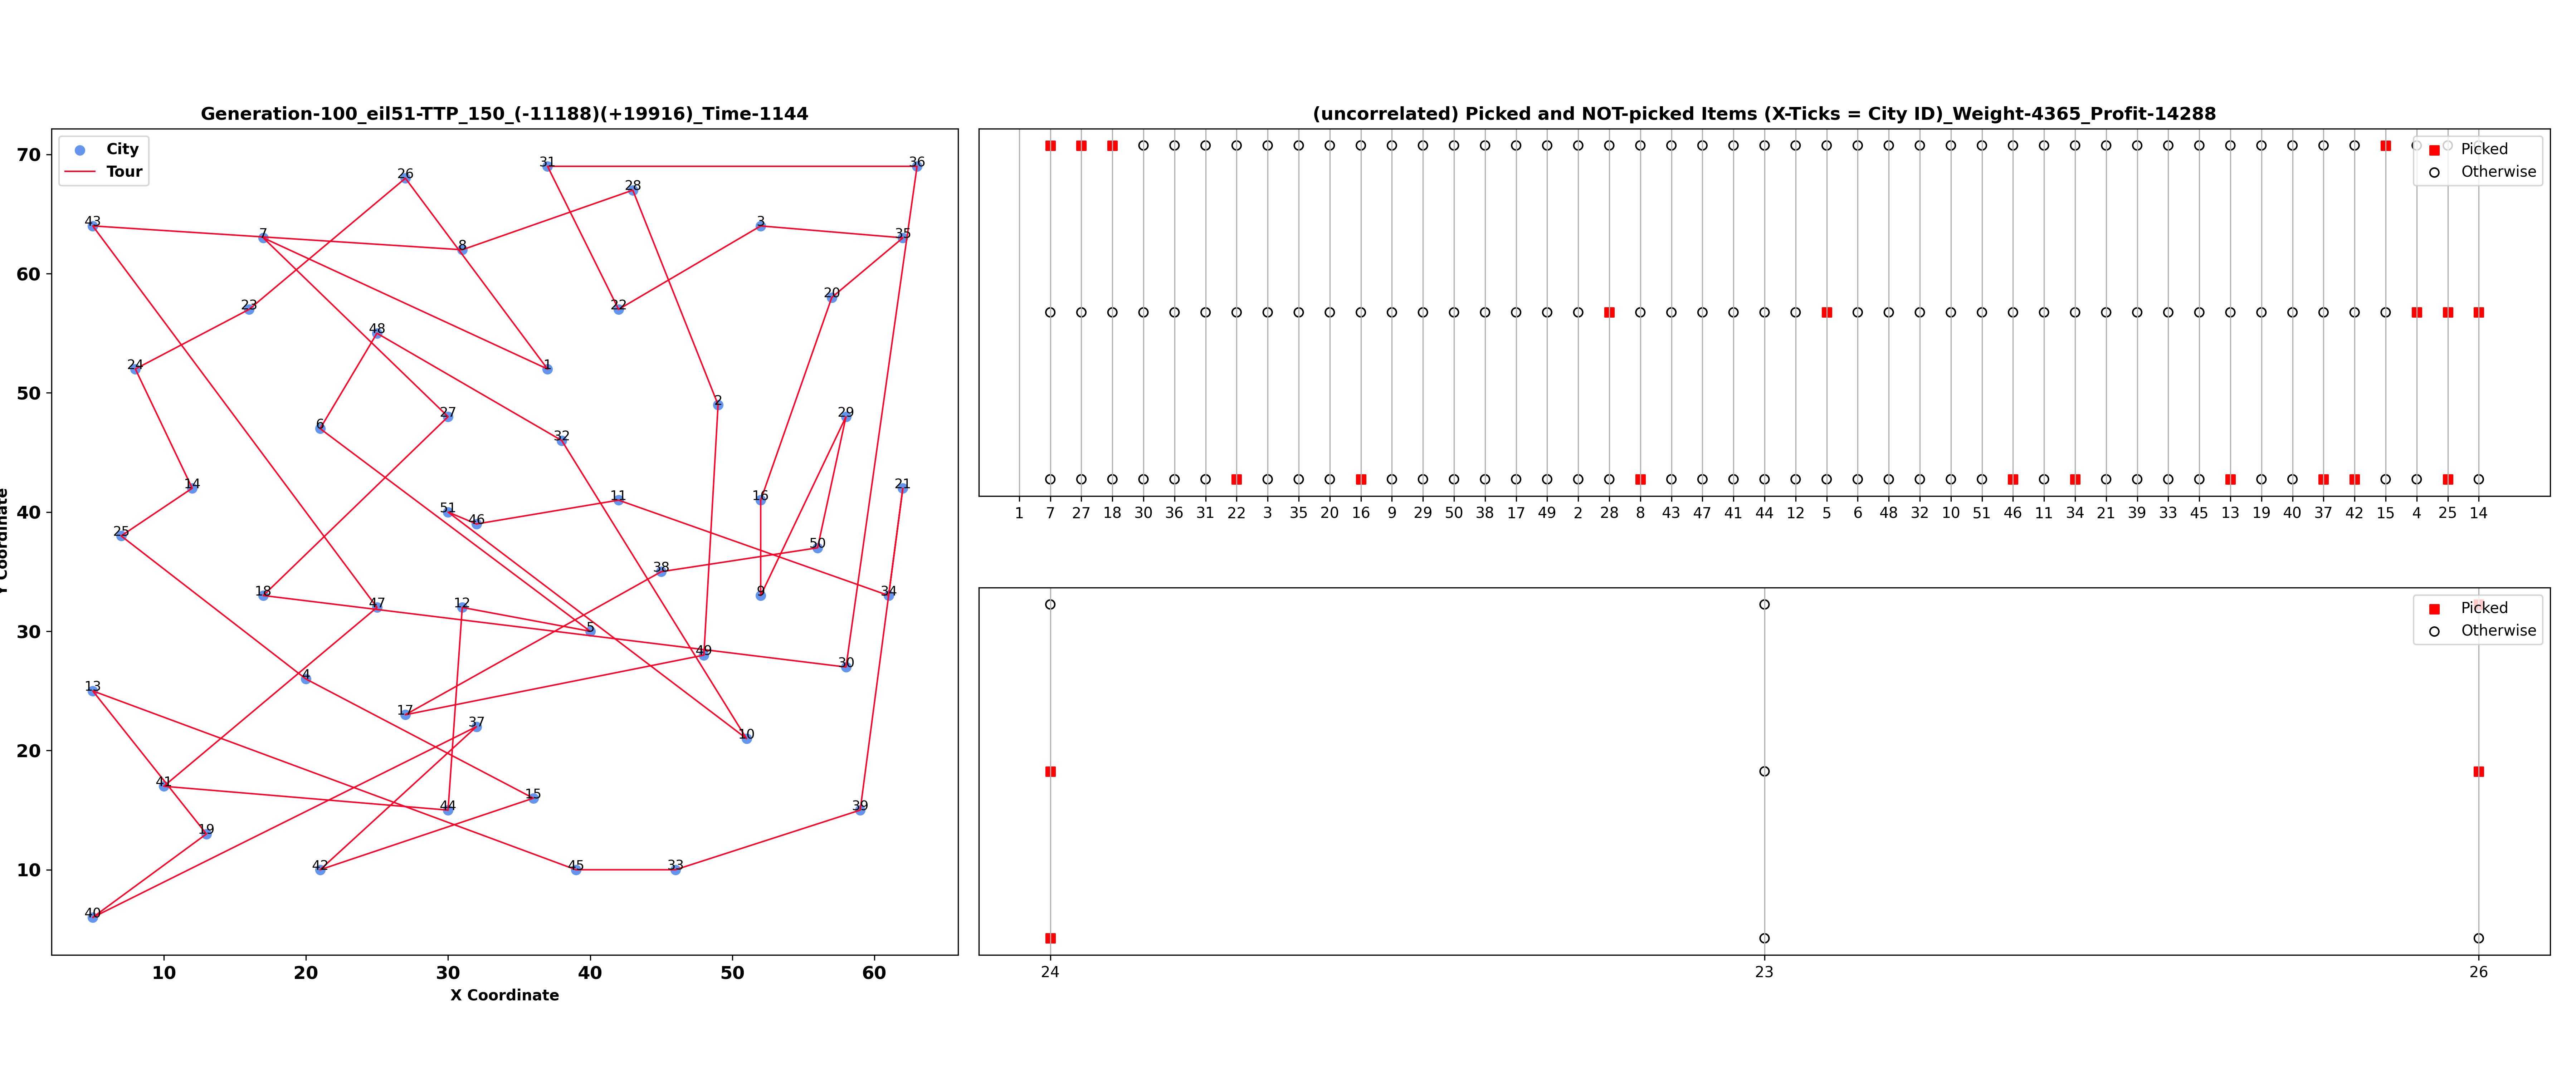 Generation-100_eil51-TTP_150_(-11188)(+19916)_Time-1144
City
Tour
70
60
50
40
30
20
10
10 20 30 40 50 60
X Coordinate
Y Coordinate
31 36
26
28
43 7 8 3 35
20
23 22
48
24 1
27 2 29
6 32
14 11 16 21
51 46
25 50
38
18 47 12 9 34
5
49 30
4
13
17 37
10
41 44 15 39
19
42 45 33
40
(uncorrelated) Picked and NOT-picked Items (X-Ticks = City ID)_Weight-4365_Profit-14288
Picked
Otherwise
1 7 27 18 30 36 31 22 3 35 20 16 9 29 50 38 17 49 2 28 8 43 47 41 44 12 5 6 48 32 10 51 46 11 34 21 39 33 45 13 19 40 37 42 15 4 25 14
Picked
Otherwise
24 23 26